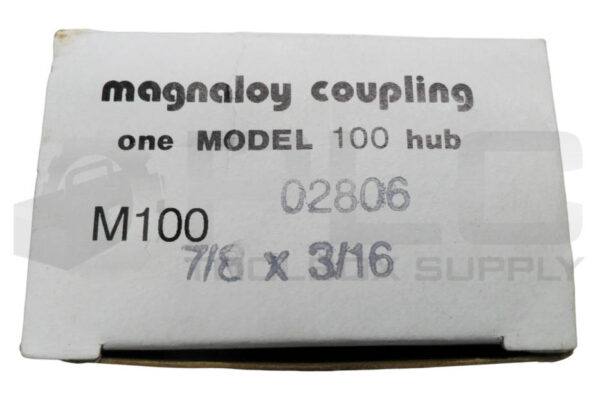 magnaloy coupling
one MODEL 100 hub
02806
M100
7/8 x 3/16